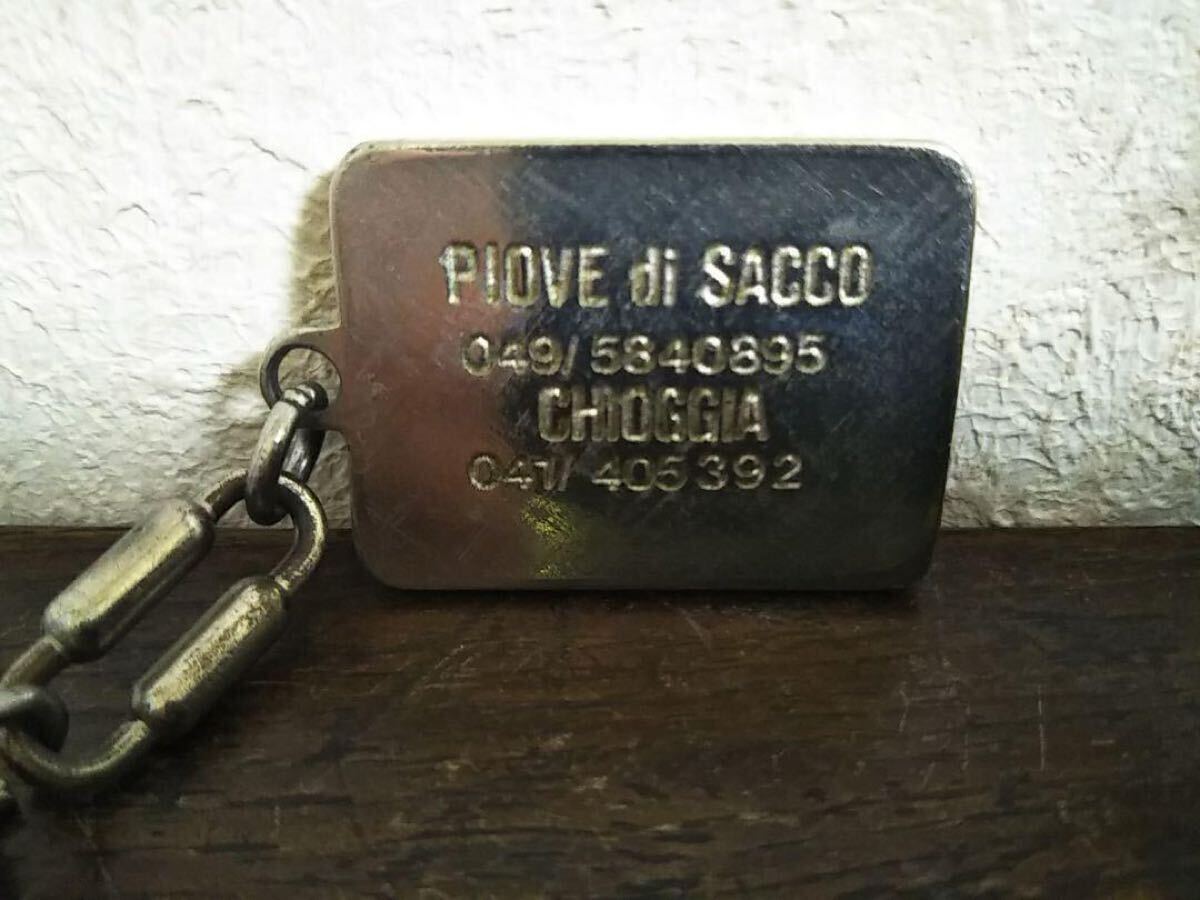 PIOVE di SACCO
049/5840895
CHIOGGIA
041/405392